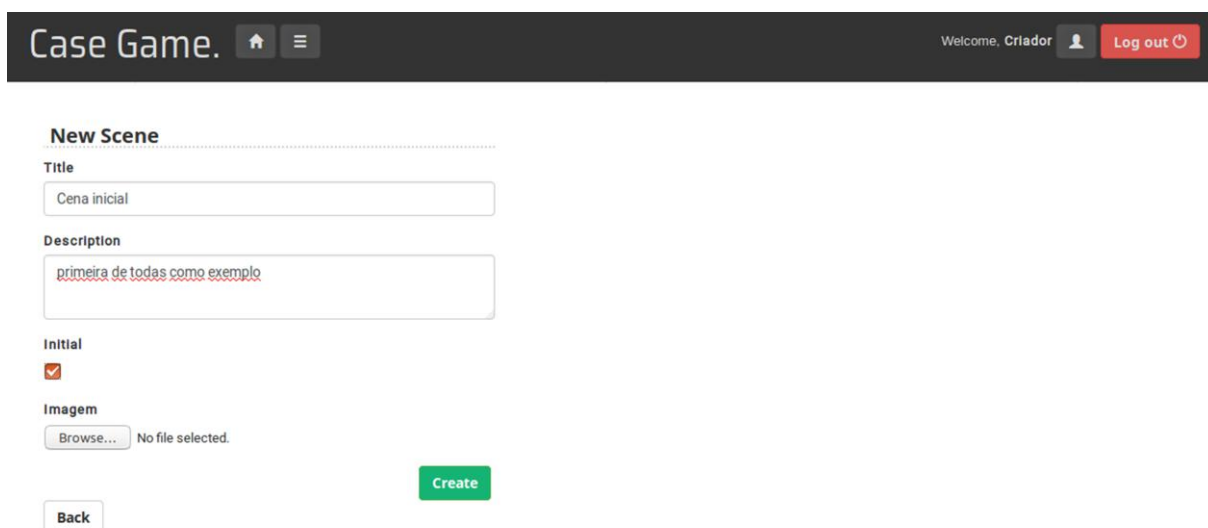 Case Game.
Welcome, Criador
Log out
New Scene
Title
Cena inicial
Description
primeira de todas como exemplo
Initial
Imagem
Browse... No file selected.
Create
Back